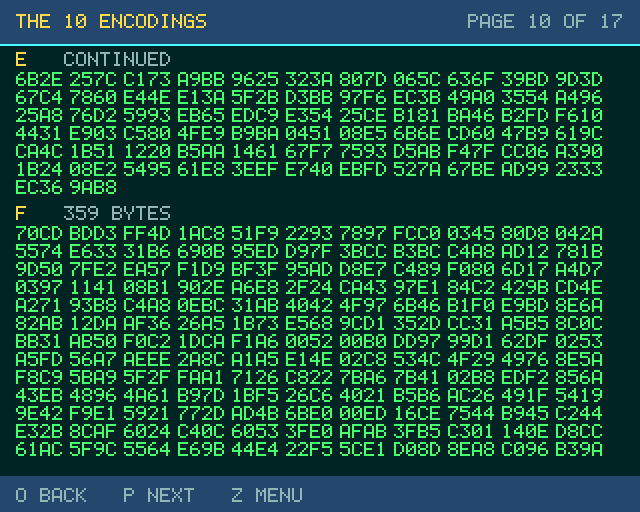 THE 10 ENCODINGS PAGE 10 OF 17
E CONTINUED
6B2E 257C C173 A9BB 9625 323A 807D 065C 636F 39BD 9D3D
67C4 7860 E44E E13A 5F2B D3BB 97F6 EC3B 49A0 3554 A496
25A8 76D2 5993 EB65 EDC9 E354 25CE B181 BA46 B2FD F610
4431 E903 C580 4FE9 B9BA 0451 08E5 6B6E CD60 47B9 619C
CA4C 1B51 1220 B5AA 1461 67F7 7593 D5AB F47F CC06 A390
1B24 08E2 5495 61E8 3EEF E740 EBFD 527A 67BE AD99 2333
EC36 9AB8
F 359 BYTES
70CD BDD3 FF4D 1AC8 51F9 2293 7897 FCC0 0345 80D8 042A
5574 E633 31B6 690B 95ED D97F 3BCC B3BC C4A8 AD12 781B
9D50 7FE2 EA57 F1D9 BF3F 95AD D8E7 C489 F080 6D17 A4D7
0397 1141 08B1 902E A6E8 2F24 CA43 97E1 84C2 429B CD4E
A271 93B8 C4A8 0EBC 31AB 4042 4F97 6B46 B1F0 E9BD 8E6A
82AB 12DA AF36 26A5 1B73 E568 9CD1 352D CC31 A5B5 8C0C
BB31 AB50 F0C2 1DCA F1A6 0052 00B0 DD97 99D1 62DF 0253
A5FD 56A7 AEEE 2A8C A1A5 E14E 02C8 534C 4F29 4976 8E5A
F8C9 5BA9 5F2F FAA1 7126 C822 7BA6 7B41 02B8 EDF2 856A
43EB 4896 4A61 B97D 1BF5 26C6 4021 B5B6 AC26 491F 5419
9E42 F9E1 5921 772D AD4B 6BE0 00ED 16CE 7544 B945 C244
E32B 8CAF 6024 C40C 6053 3FE0 AFAB 3FB5 C301 140E D8CC
61AC 5F9C 5564 E69B 44E4 22F5 5CE1 D08D 8EA8 C096 B39A
O BACK P NEXT Z MENU